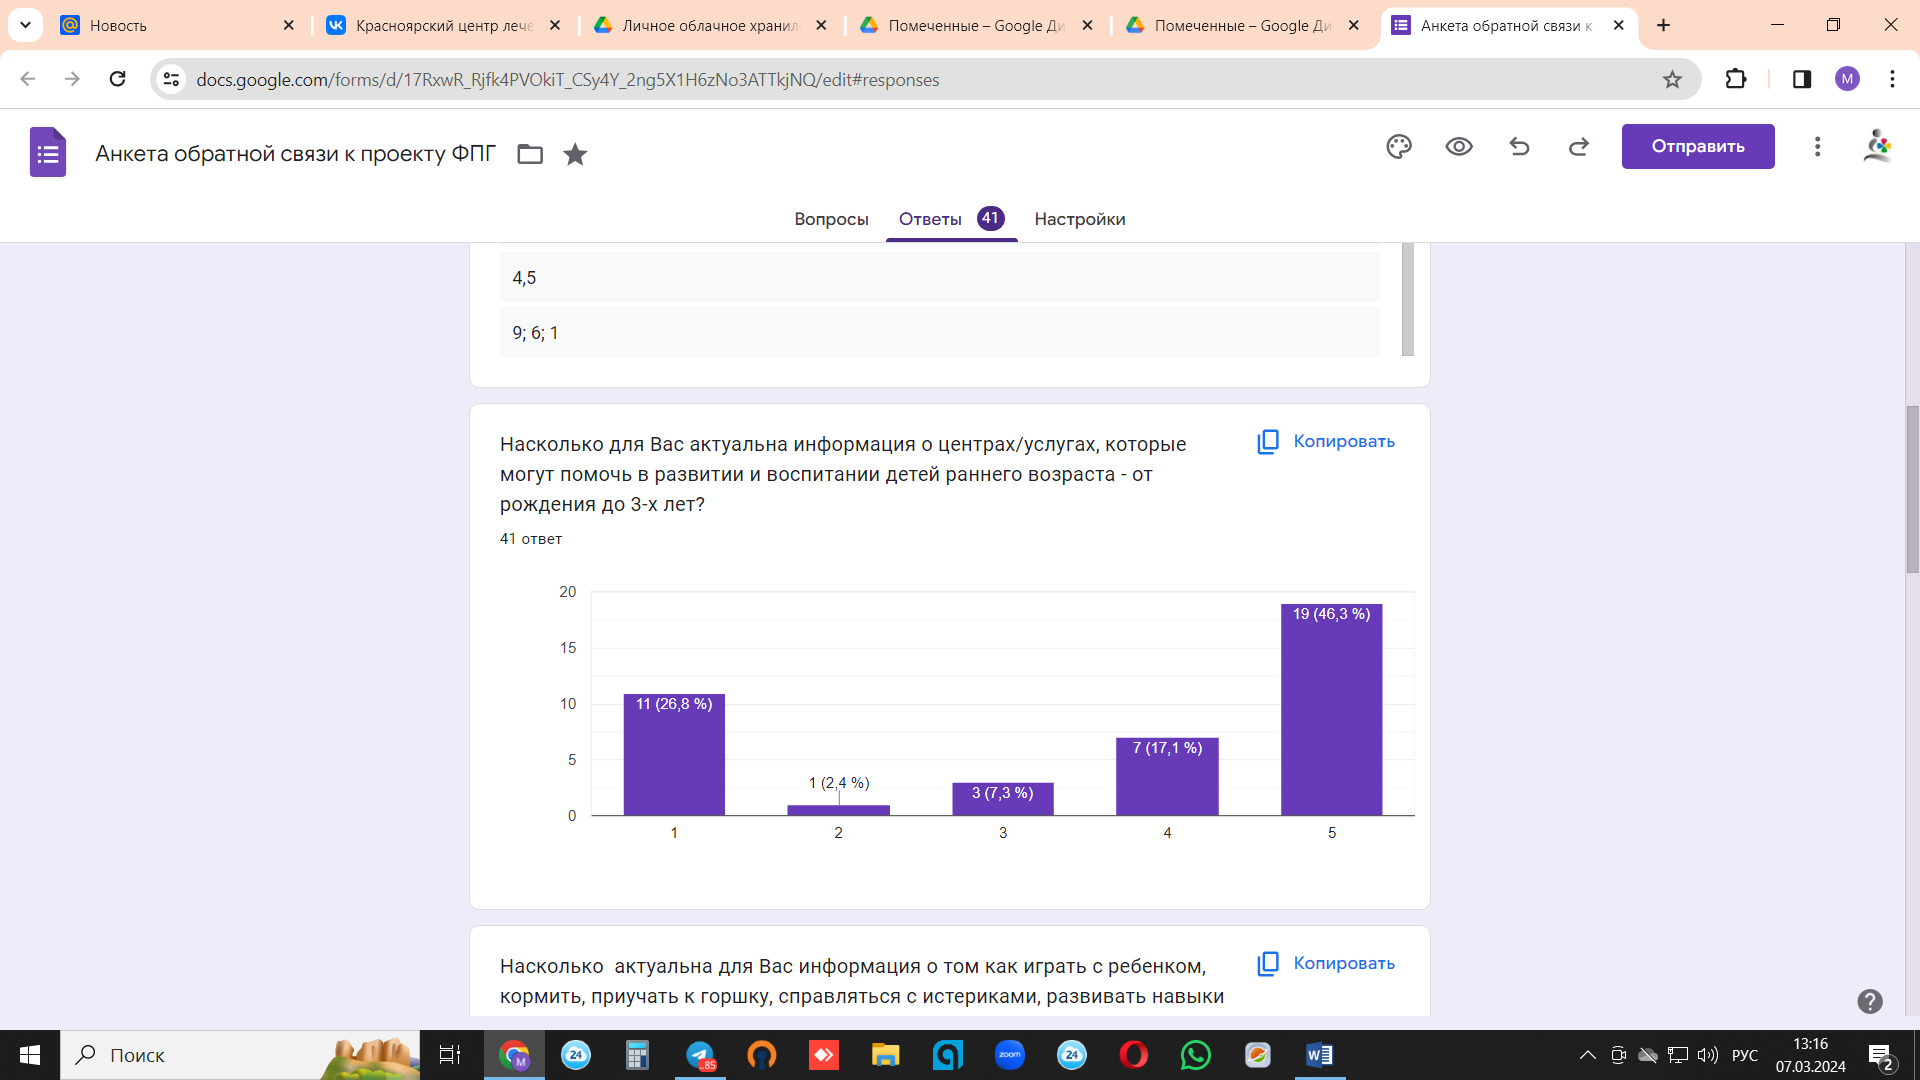 Новость
Красноярский центр лече
Личное облачное хранил
Помеченные – Google Ди
Помеченные – Google Ди
Анкета обратной связи к
docs.google.com/forms/d/17RxwR_Rjfk4PVOkiT_CSy4Y_2ng5X1H6zNo3ATTkjNQ/edit#responses
M
Анкета обратной связи к проекту ФПГ
Отправить
Вопросы
Ответы 41
Настройки
4,5
9; 6; 1
Насколько для Вас актуальна информация о центрах/услугах, которые
могут помочь в развитии и воспитании детей раннего возраста - от
рождения до 3-х лет?
Копировать
41 ответ
20
15
10
5
0
11 (26,8 %)
1 (2,4 %)
3 (7,3 %)
7 (17,1 %)
19 (46,3 %)
1
2
3
4
5
Насколько  актуальна для Вас информация о том как играть с ребенком,
кормить, приучать к горшку, справляться с истериками, развивать навыки
Копировать
Поиск
M
24
..85
zoom
24
РУС
13:16
07.03.2024
2